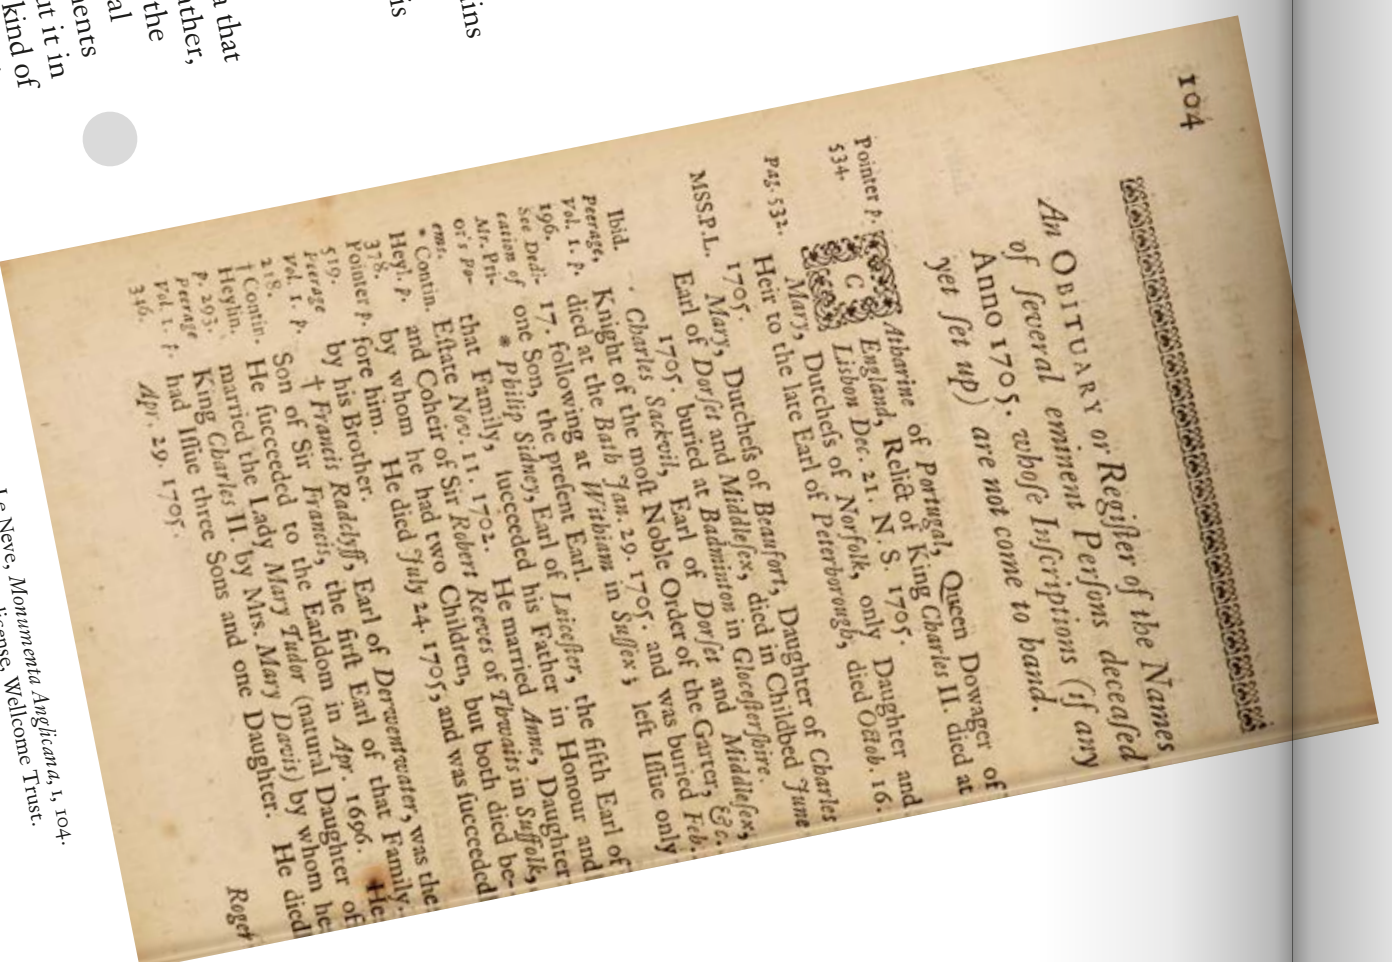 104
An OBITUARY or Regiſter of the Names
of ſeveral eminent Perſons deceaſed
Anno 1705. whoſe Inſcriptions (if any
yet ſet up) are not come to hand.
Pointer p.
534.
CAtharine of Portugal, Queen Dowager of
England, Relict of King Charles II. died at
Lisbon Dec. 21. N. S. 1705.
Pag. 532.
Mary, Dutcheſs of Norfolk, only Daughter and
Heir to the late Earl of Peterborough, died Octob. 16.
1705.
MSS.P.L.
Mary, Dutcheſs of Beaufort, Daughter of Charles
Earl of Dorſet and Middleſex, died in Childbed June
1705. buried at Badminton in Gloceſterſhire.
Ibid.
Peerage,
Vol. 1. p.
196.
See Dedi-
cation of
Mr. Pri-
or's Po-
ems.
Charles Sackvil, Earl of Dorſet and Middleſex,
Knight of the moſt Noble Order of the Garter, &c.
died at the Bath Jan. 29. 1705. and was buried Feb.
17. following at Withiam in Suſſex; left Iſſue only
one Son, the preſent Earl.
* Contin.
Heyl. p.
378.
Pointer p.
519.
Peerage
Vol. 1. p.
218.
* Philip Sidney, Earl of Leiceſter, the fifth Earl of
that Family, ſucceeded his Father in Honour and
Eſtate Nov. 11. 1702. He married Anne, Daughter
and Coheir of Sir Robert Reeves of Thwaits in Suffolk,
by whom he had two Children, but both died be-
fore him. He died July 24. 1705, and was ſucceeded
by his Brother.
† Contin.
Heylin.
p. 293.
Peerage
Vol. 1. p.
346.
† Francis Radclyff, Earl of Derwentwater, was the
Son of Sir Francis, the firſt Earl of that Family.
He ſucceeded to the Earldom in Apr. 1696. He
married the Lady Mary Tudor (natural Daughter of
King Charles II. by Mrs. Mary Davis) by whom he
had Iſſue three Sons and one Daughter. He died
Apr. 29. 1705.
Roger
Le Neve, Monumenta Anglicana, 1, 104.
license, Wellcome Trust.
that
the
it in
kind of